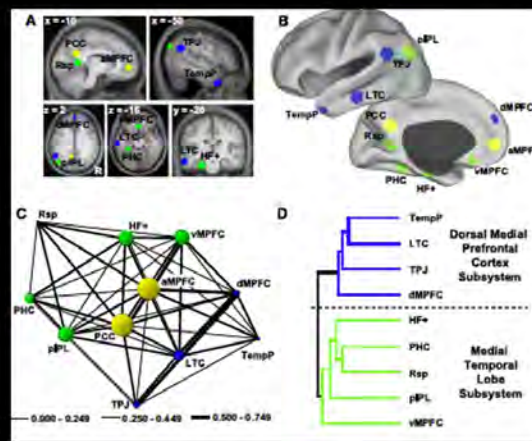 A
x = -10
PCC
Rsp
aMPFC
x = -50
TPJ
TempP
z = 2
dMPFC
pIPL
R
z = -15
vMPFC
LTC
PHC
y = -20
LTC
HF+
B
pIPL
TPJ
LTC
TempP
dMPFC
PCC
Rsp
aMPFC
vMPFC
PHC
HF+
C
Rsp
HF+
vMPFC
aMPFC
dMPFC
PHC
PCC
pIPL
LTC
TempP
TPJ
0.000 - 0.249
0.250 - 0.449
0.500 - 0.749
D
TempP
LTC
TPJ
dMPFC
Dorsal Medial
Prefrontal
Cortex
Subsystem
HF+
PHC
Rsp
pIPL
vMPFC
Medial
Temporal
Lobe
Subsystem